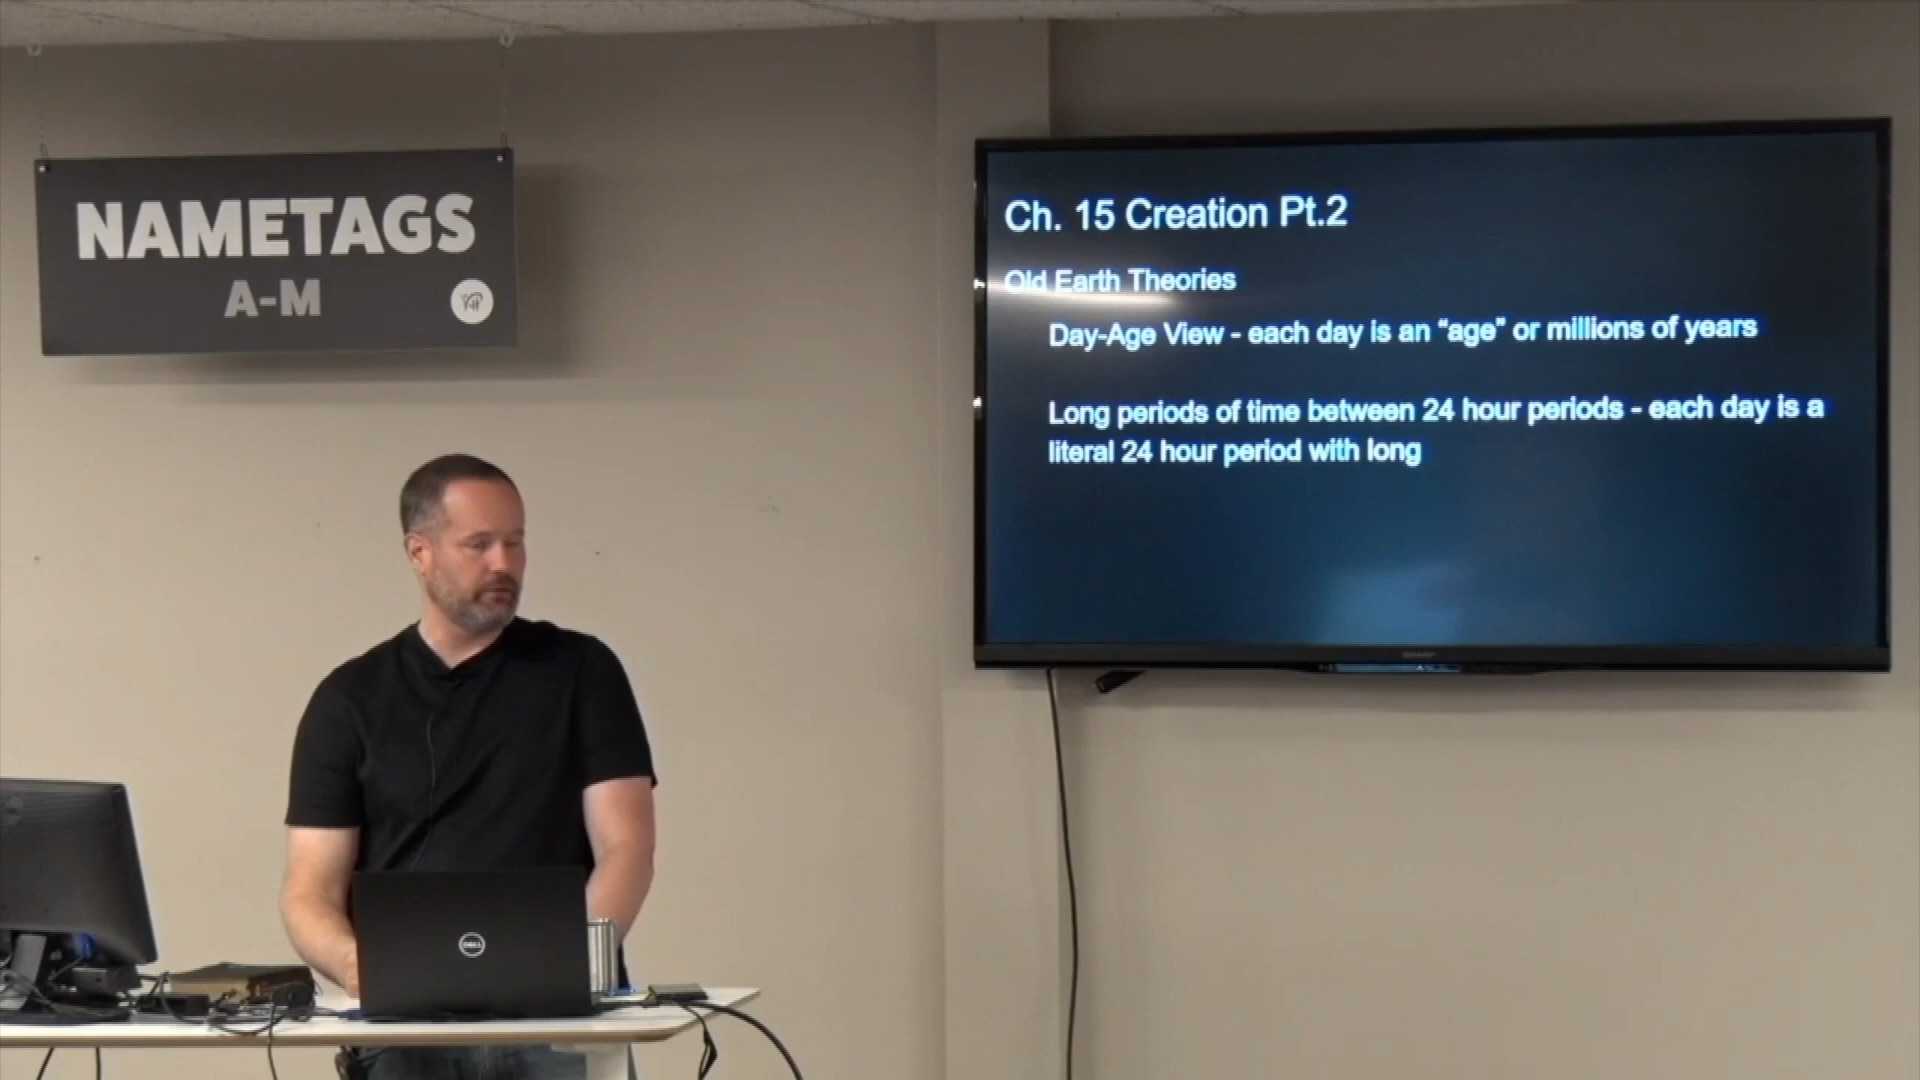 NAMETAGS
A-M
Ch. 15 Creation Pt.2
Old Earth Theories
Day-Age View - each day is an “age” or millions of years
Long periods of time between 24 hour periods - each day is a
literal 24 hour period with long
DELL